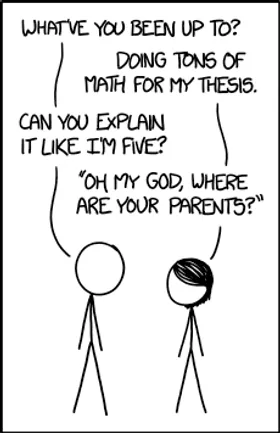 WHAT'VE YOU BEEN UP TO?
DOING TONS OF
MATH FOR MY THESIS.
CAN YOU EXPLAIN
IT LIKE I'M FIVE?
"OH MY GOD, WHERE
ARE YOUR PARENTS?"